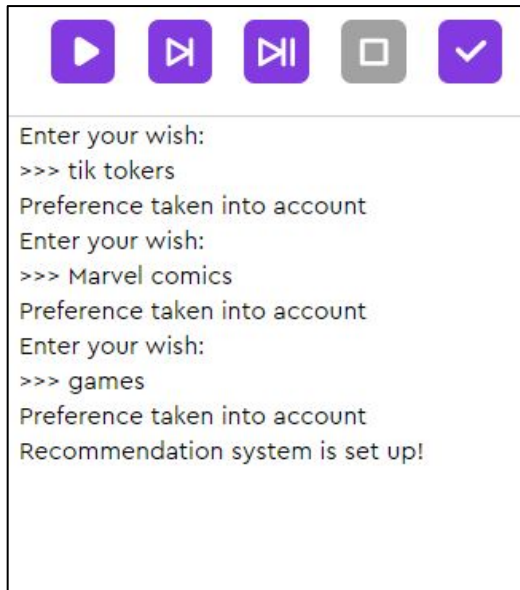 Enter your wish:
>>> tik tokers
Preference taken into account
Enter your wish:
>>> Marvel comics
Preference taken into account
Enter your wish:
>>> games
Preference taken into account
Recommendation system is set up!